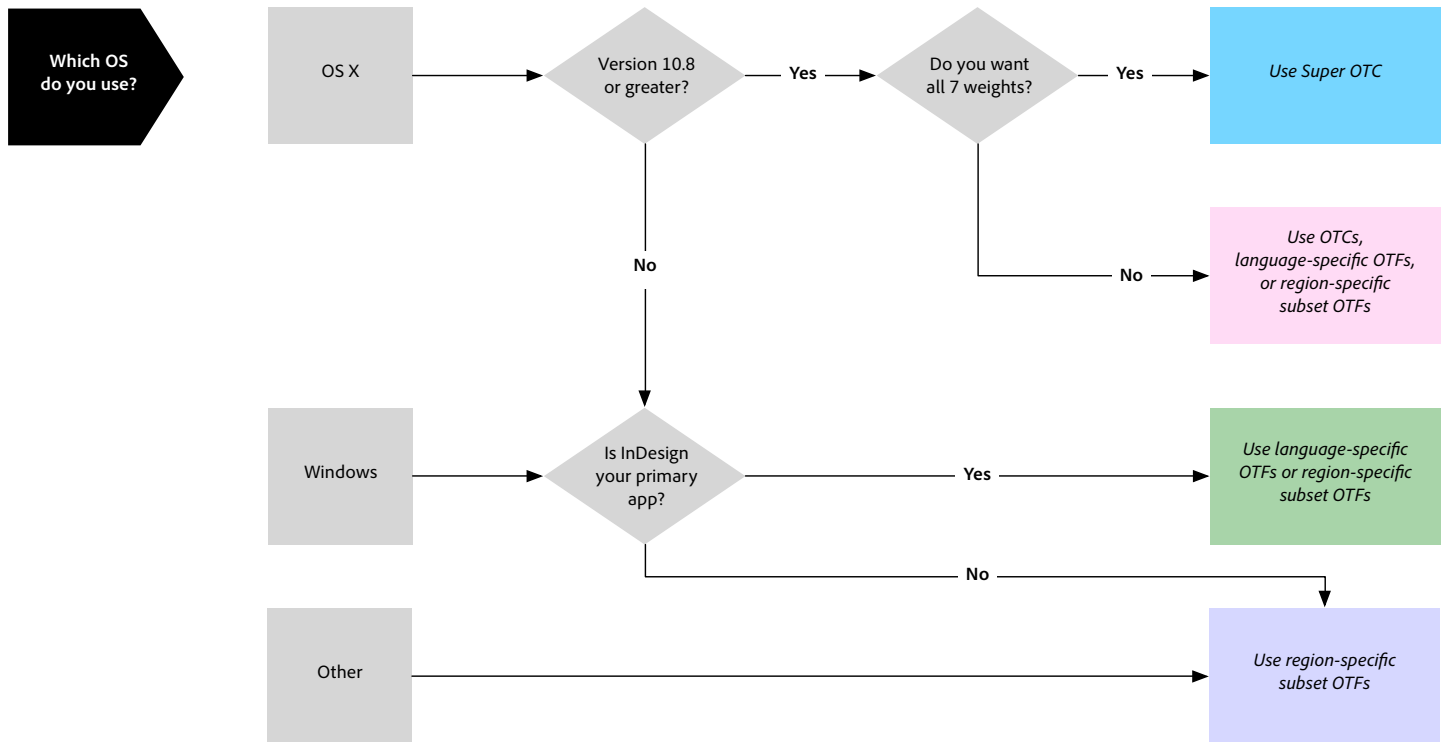 Which OS
do you use?
OS X
Version 10.8
or greater?
Yes
Do you want
all 7 weights?
Yes
Use Super OTC
No
No
Use OTCs,
language-specific OTFs,
or region-specific
subset OTFs
Windows
Is InDesign
your primary
app?
Yes
Use language-specific
OTFs or region-specific
subset OTFs
No
Other
Use region-specific
subset OTFs